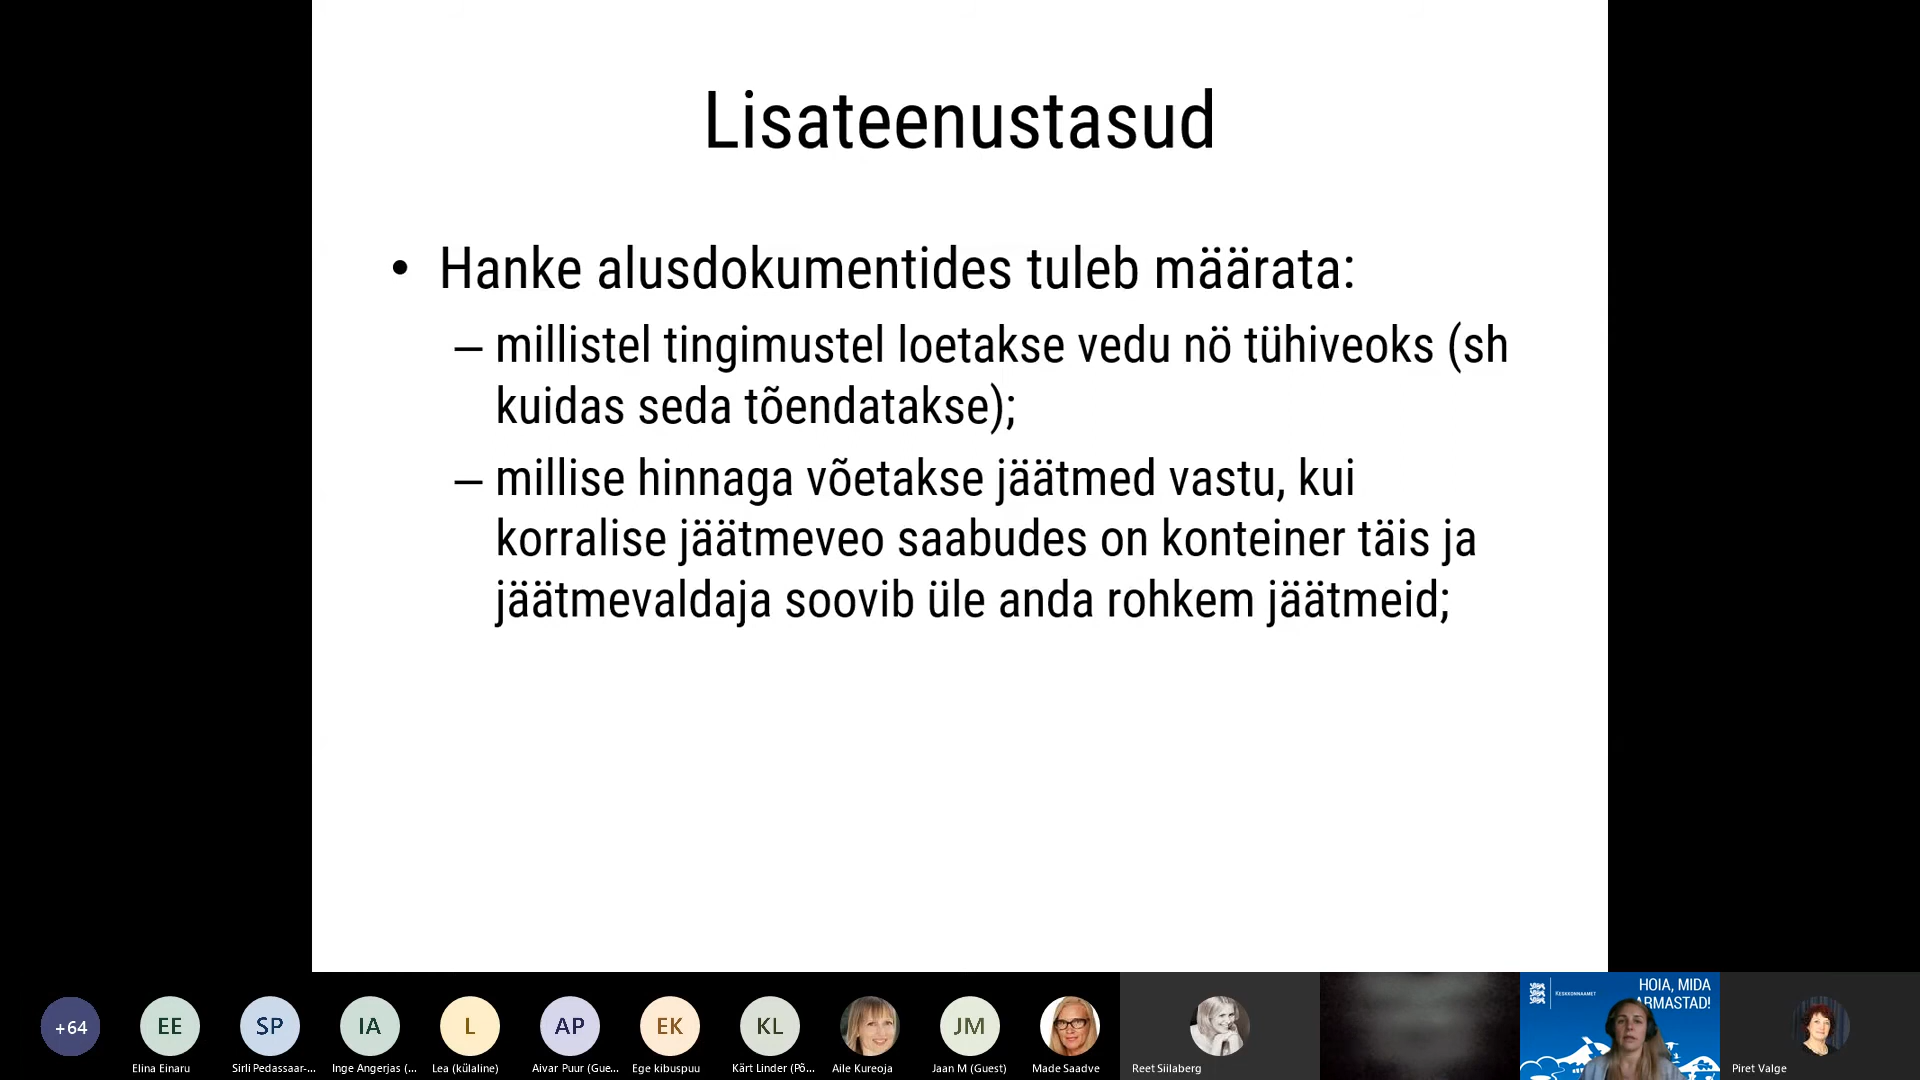 Lisateenustasud
• Hanke alusdokumentides tuleb määrata:
– millistel tingimustel loetakse vedu nö tühiveoks (sh
kuidas seda tõendatakse);
– millise hinnaga võetakse jäätmed vastu, kui
korralise jäätmeveo saabudes on konteiner täis ja
jäätmevaldaja soovib üle anda rohkem jäätmeid;
HOIA, MIDA
ARMASTAD!
KESKKONNAAMET
+64
EE
SP
IA
L
AP
EK
KL
JM
Elina Einaru
Sirli Pedassaar-...
Inge Angerjas (...
Lea (külaline)
Aivar Puur (Gue...
Ege kibuspuu
Kärt Linder (Põ...
Aile Kureoja
Jaan M (Guest)
Made Saadve
Reet Siilaberg
Piret Valge